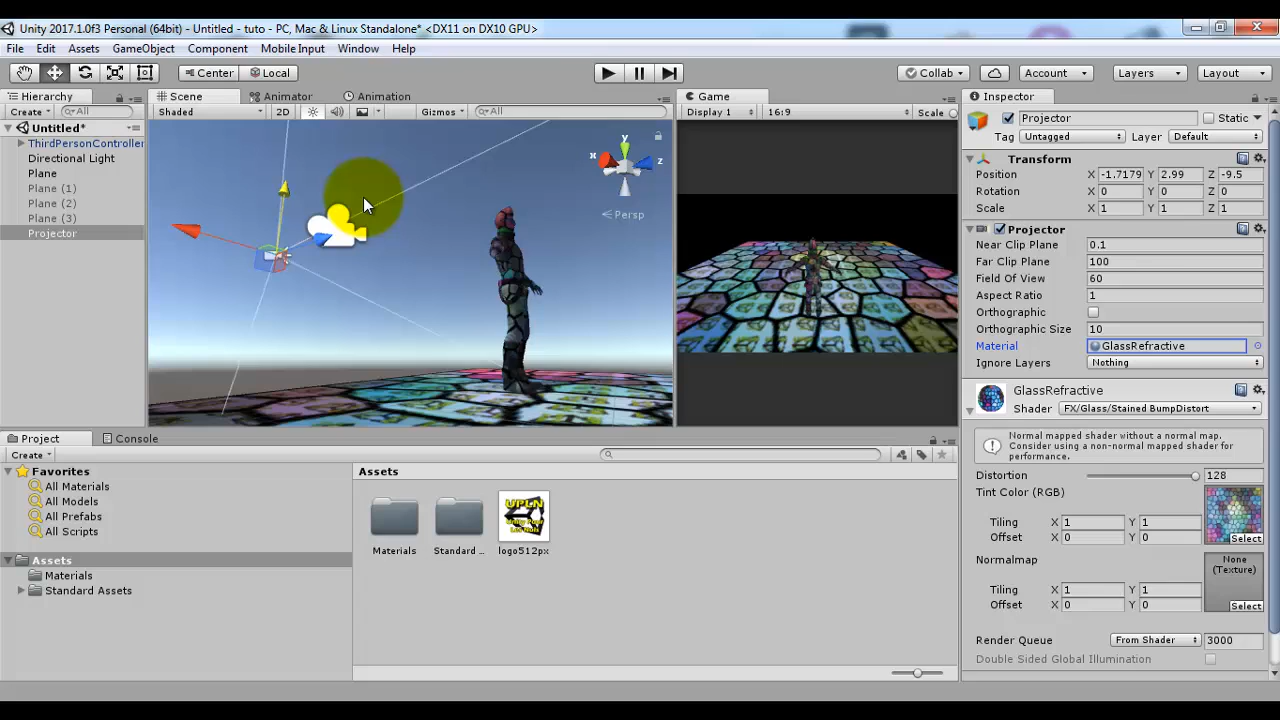 Unity 2017.1.0f3 Personal (64bit) - Untitled - tuto - PC, Mac & Linux Standalone* <DX11 on DX10 GPU>
File Edit Assets GameObject Component Mobile Input Window Help
Center Local Collab Account Layers Layout
Hierarchy Scene Animator Animation Game Inspector
Create All Shaded 2D Gizmos All Display 1 16:9 Scale
Projector Static
Tag Untagged Layer Default
Untitled*
ThirdPersonController
Directional Light
Plane
Plane (1)
Plane (2)
Plane (3)
Projector
y
x
z
Persp
Transform
Position X -1.7179 Y 2.99 Z -9.5
Rotation X 0 Y 0 Z 0
Scale X 1 Y 1 Z 1
Projector
Near Clip Plane 0.1
Far Clip Plane 100
Field Of View 60
Aspect Ratio 1
Orthographic
Orthographic Size 10
Material GlassRefractive
Ignore Layers Nothing
GlassRefractive
Shader FX/Glass/Stained BumpDistort
Normal mapped shader without a normal map.
Consider using a non-normal mapped shader for
performance.
Distortion 128
Tint Color (RGB)
Tiling X 1 Y 1
Offset X 0 Y 0
Select
Normalmap
None
(Texture)
Tiling X 1 Y 1
Offset X 0 Y 0
Select
Render Queue From Shader 3000
Double Sided Global Illumination
Project Console
Create
Favorites
All Materials
All Models
All Prefabs
All Scripts
Assets
Materials
Standard Assets
Assets
UPLN
Unity Pour
Les Nuls
Materials Standard ... logo512px